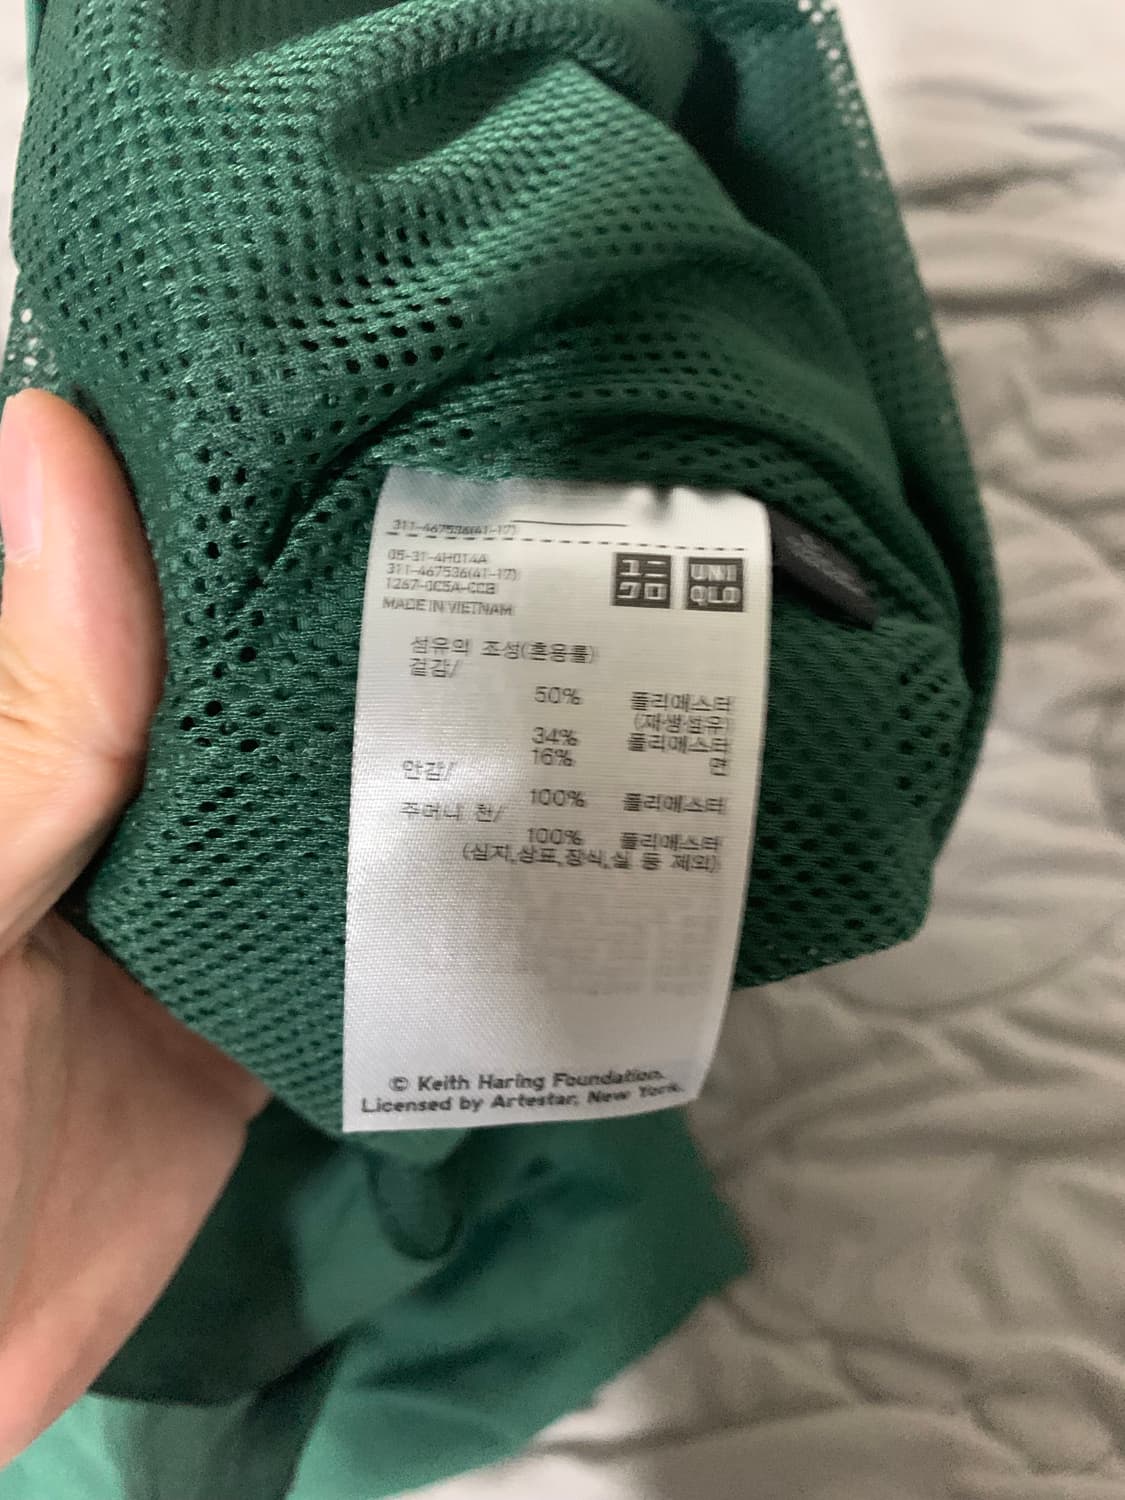 311-467536(41-17)
05-31-4H014A
311-467536(41-17)
1267-0C5A-CCB
MADE IN VIETNAM
ユニ
クロ
UNI
QLO
섬유의 조성(혼용률)
겉감/
50% 폴리에스터
(재생섬유)
34% 폴리에스터
16% 면
안감/
100% 폴리에스터
주머니 천/
100% 폴리에스터
(심지,상표,장식,실 등 제외)
© Keith Haring Foundation.
Licensed by Artestar, New York.